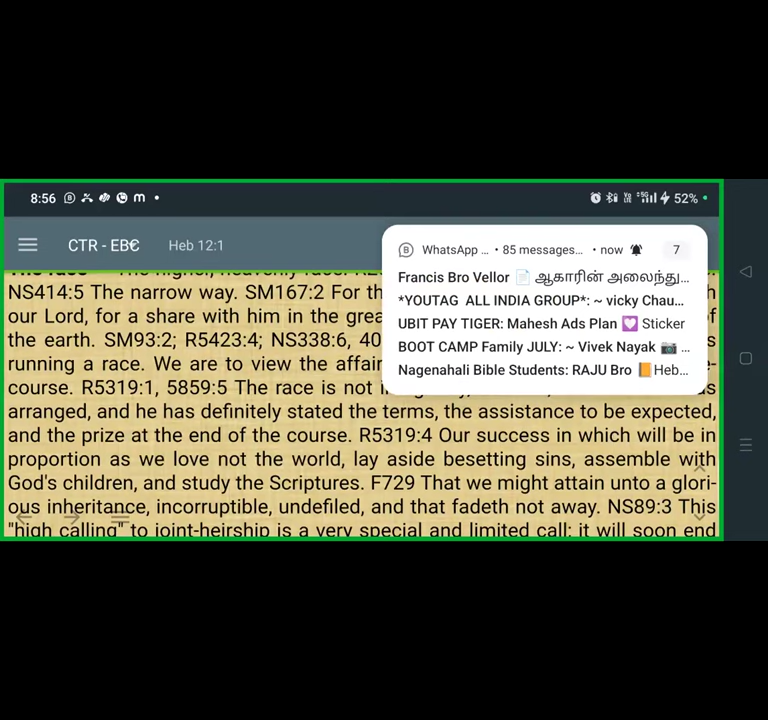 8:56
52%
CTR - EB€
Heb 12:1
WhatsApp ... • 85 messages... • now
7
Francis Bro Vellor 📄 ஆகாரின் அலைந்து...
*YOUTAG ALL INDIA GROUP*: ~ vicky Chau...
UBIT PAY TIGER: Mahesh Ads Plan 💟 Sticker
BOOT CAMP Family JULY: ~ Vivek Nayak 📷 ...
Nagenahali Bible Students: RAJU Bro 📙Heb...
NS414:5 The narrow way. SM167:2 For th
our Lord, for a share with him in the grea of
the earth. SM93:2; R5423:4; NS338:6, 40
running a race. We are to view the affair
course. R5319:1, 5859:5 The race is not i
arranged, and he has definitely stated the terms, the assistance to be expected,
and the prize at the end of the course. R5319:4 Our success in which will be in
proportion as we love not the world, lay aside besetting sins, assemble with
God's children, and study the Scriptures. F729 That we might attain unto a glori-
ous inheritance, incorruptible, undefiled, and that fadeth not away. NS89:3 This
"high calling" to joint-heirship is a very special and limited call; it will soon end